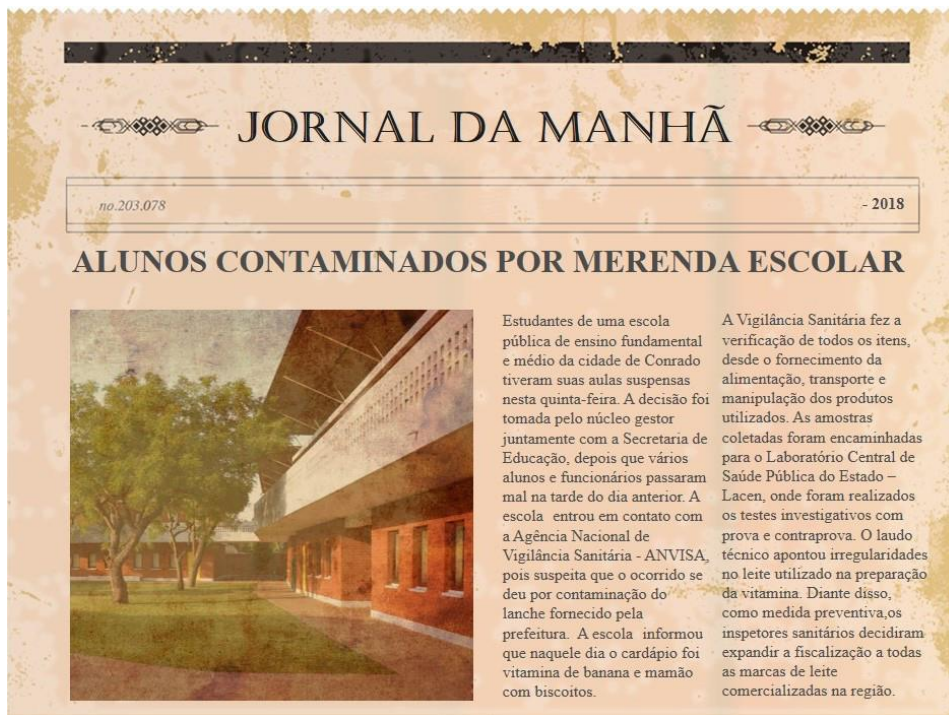 JORNAL DA MANHÃ
no.203.078
- 2018
ALUNOS CONTAMINADOS POR MERENDA ESCOLAR
Estudantes de uma escola
pública de ensino fundamental
e médio da cidade de Conrado
tiveram suas aulas suspensas
nesta quinta-feira. A decisão foi
tomada pelo núcleo gestor
juntamente com a Secretaria de
Educação, depois que vários
alunos e funcionários passaram
mal na tarde do dia anterior. A
escola entrou em contato com
a Agência Nacional de
Vigilância Sanitária - ANVISA,
pois suspeita que o ocorrido se
deu por contaminação do
lanche fornecido pela
prefeitura. A escola informou
que naquele dia o cardápio foi
vitamina de banana e mamão
com biscoitos.
A Vigilância Sanitária fez a
verificação de todos os itens,
desde o fornecimento da
alimentação, transporte e
manipulação dos produtos
utilizados. As amostras
coletadas foram encaminhadas
para o Laboratório Central de
Saúde Pública do Estado –
Lacen, onde foram realizados
os testes investigativos com
prova e contraprova. O laudo
técnico apontou irregularidades
no leite utilizado na preparação
da vitamina. Diante disso,
como medida preventiva,os
inspetores sanitários decidiram
expandir a fiscalização a todas
as marcas de leite
comercializadas na região.